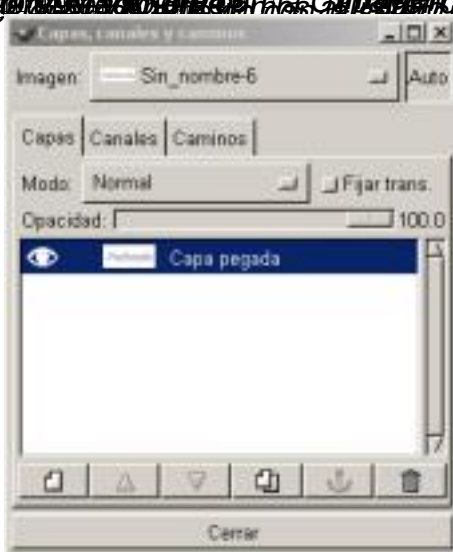 Capas, canales y caminos
Imagen: Sin_nombre-6 Auto
Capas Canales Caminos
Modo: Normal Fijar trans.
Opacidad: 100.0
Capa pegada
Cerrar